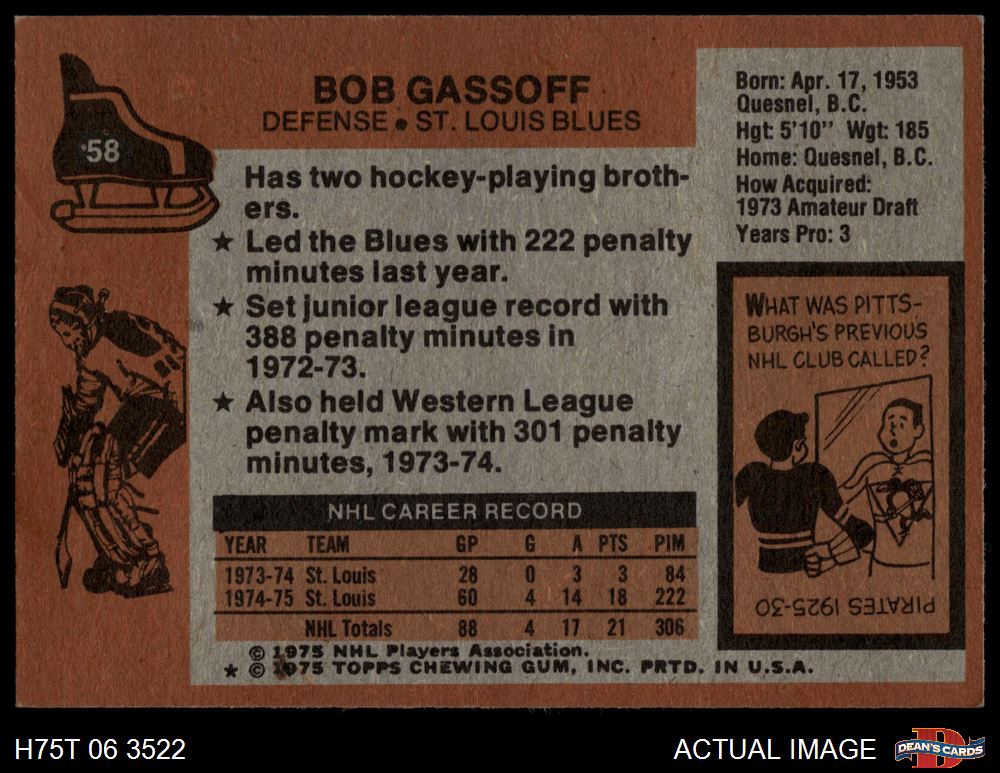 BOB GASSOFF
DEFENSE • ST. LOUIS BLUES
58
Has two hockey-playing broth-
ers.
★ Led the Blues with 222 penalty
minutes last year.
★ Set junior league record with
388 penalty minutes in
1972-73.
★ Also held Western League
penalty mark with 301 penalty
minutes, 1973-74.
Born: Apr. 17, 1953
Quesnel, B.C.
Hgt: 5'10" Wgt: 185
Home: Quesnel, B.C.
How Acquired:
1973 Amateur Draft
Years Pro: 3
WHAT WAS PITTS-
BURGH'S PREVIOUS
NHL CLUB CALLED?
PIRATES 1925-30
NHL CAREER RECORD
YEAR TEAM GP G A PTS PIM
1973-74 St. Louis 28 0 3 3 84
1974-75 St. Louis 60 4 14 18 222
NHL Totals 88 4 17 21 306
© 1975 NHL Players Association.
★ © 1975 TOPPS CHEWING GUM, INC. PRTD. IN U.S.A.
H75T 06 3522
ACTUAL IMAGE
D
DEAN'S CARDS